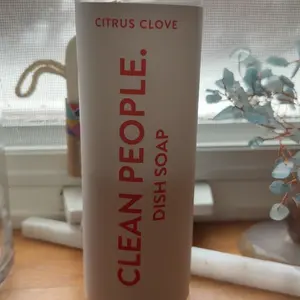 CITRUS CLOVE
CLEAN PEOPLE.
DISH SOAP